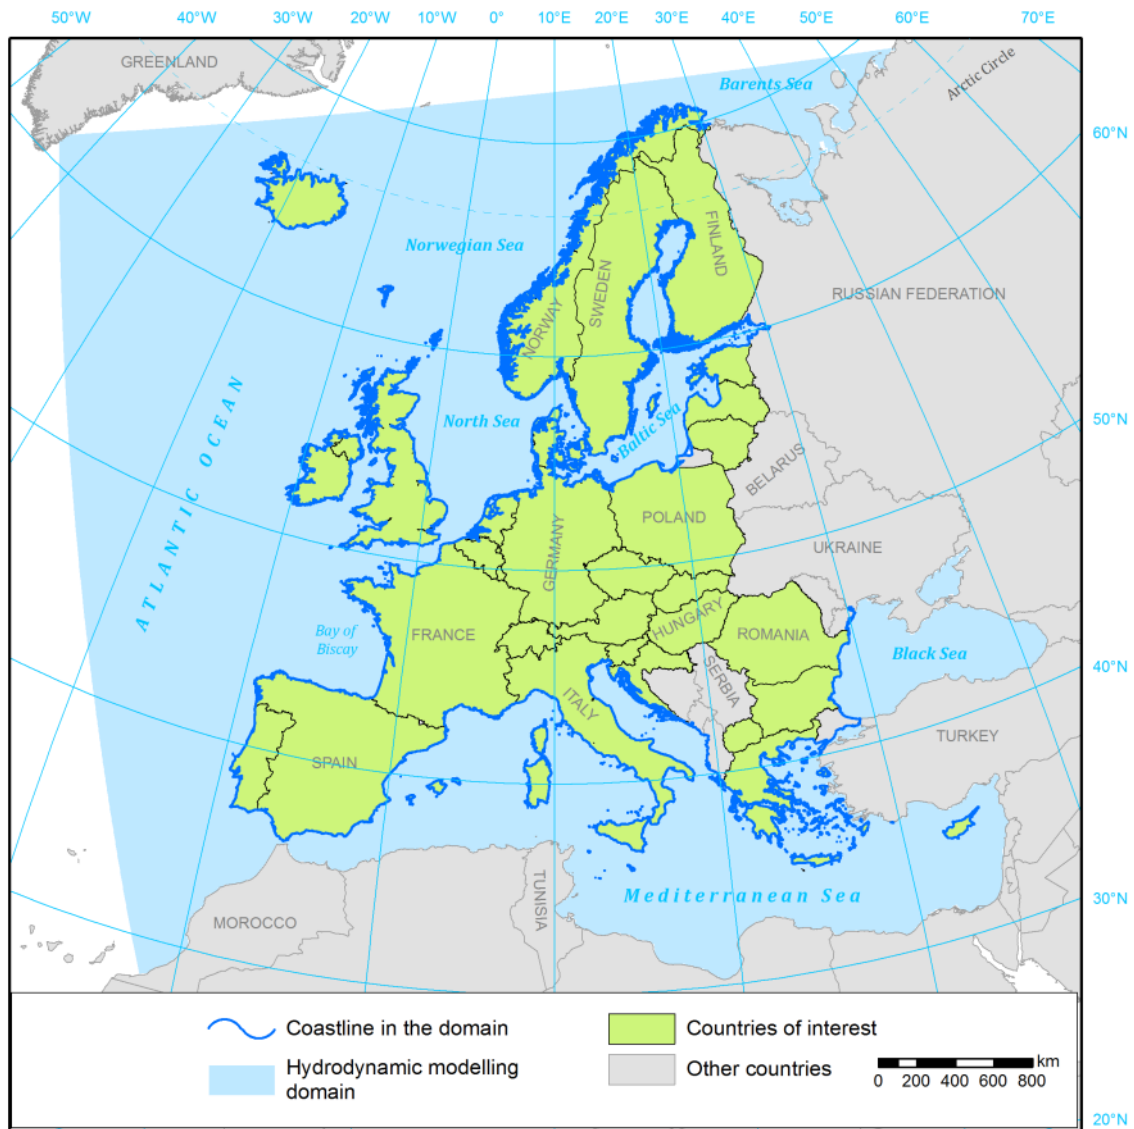 50°W 40°W 30°W 20°W 10°W 0° 10°E 20°E 30°E 40°E 50°E 60°E 70°E
GREENLAND
Arctic Circle
Barents Sea
60°N
Norwegian Sea
FINLAND
SWEDEN
NORWAY
RUSSIAN FEDERATION
ATLANTIC OCEAN
North Sea
Baltic Sea
50°N
BELARUS
POLAND
GERMANY
UKRAINE
Bay of
Biscay
FRANCE
HUNGARY
ROMANIA
Black Sea
SERBIA
40°N
ITALY
SPAIN
TURKEY
Mediterranean Sea
30°N
MOROCCO
TUNISIA
Coastline in the domain
Countries of interest
Hydrodynamic modelling
domain
Other countries
km
0 200 400 600 800
20°N